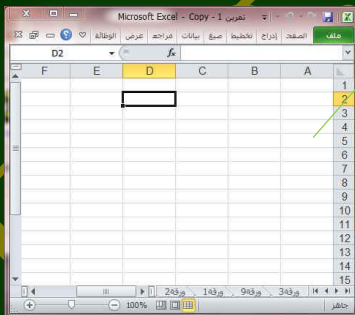 تمرين 1 - Microsoft Excel - Copy
ملف الصفحة إدراج تخطيط صيغ بيانات مراجعة عرض الوظائف
D2 fx
A B C D E F
1
2
3
4
5
6
7
8
9
10
11
12
13
14
15
ورقة3 ورقة9 ورقة1 ورقة2
جاهز 100%